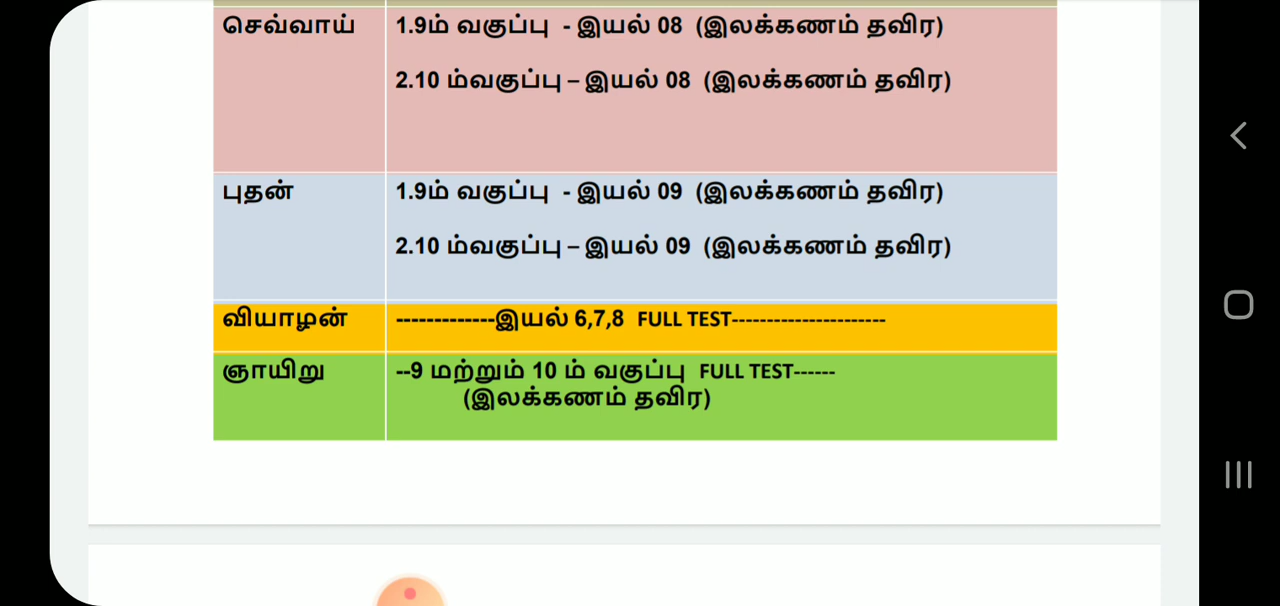 செவ்வாய் 1.9ம் வகுப்பு - இயல் 08 (இலக்கணம் தவிர)
2.10 ம்வகுப்பு – இயல் 08 (இலக்கணம் தவிர)
புதன் 1.9ம் வகுப்பு - இயல் 09 (இலக்கணம் தவிர)
2.10 ம்வகுப்பு – இயல் 09 (இலக்கணம் தவிர)
வியாழன் -------------இயல் 6,7,8 FULL TEST----------------------
ஞாயிறு --9 மற்றும் 10 ம் வகுப்பு FULL TEST------
(இலக்கணம் தவிர)